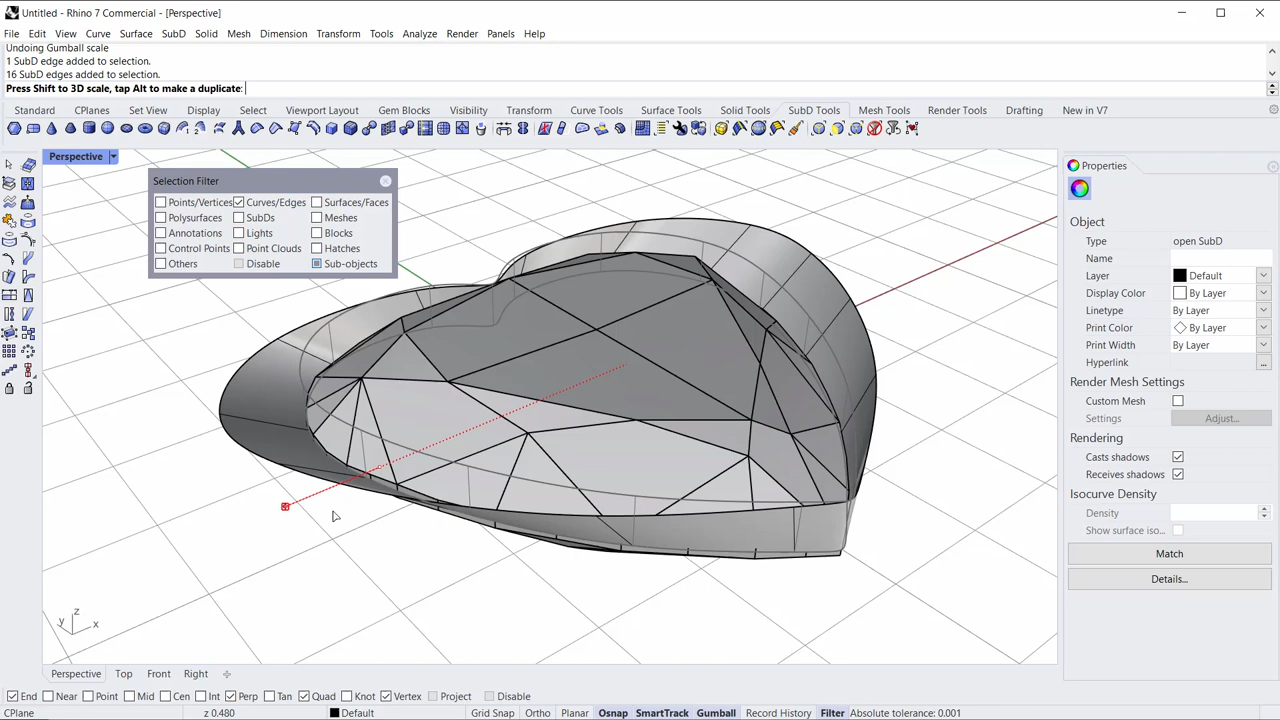 Untitled - Rhino 7 Commercial - [Perspective]
File Edit View Curve Surface SubD Solid Mesh Dimension Transform Tools Analyze Render Panels Help
Undoing Gumball scale
1 SubD edge added to selection.
16 SubD edges added to selection.
Press Shift to 3D scale, tap Alt to make a duplicate:
Standard CPlanes Set View Display Select Viewport Layout Gem Blocks Visibility Transform Curve Tools Surface Tools Solid Tools SubD Tools Mesh Tools Render Tools Drafting New in V7
Perspective
Selection Filter
Points/Vertices Curves/Edges Surfaces/Faces
Polysurfaces SubDs Meshes
Annotations Lights Blocks
Control Points Point Clouds Hatches
Others Disable Sub-objects
Properties
Object
Type open SubD
Name
Layer Default
Display Color By Layer
Linetype By Layer
Print Color By Layer
Print Width By Layer
Hyperlink ...
Render Mesh Settings
Custom Mesh
Settings Adjust...
Rendering
Casts shadows
Receives shadows
Isocurve Density
Density
Show surface iso...
Match
Details...
z
y
x
Perspective Top Front Right
End Near Point Mid Cen Int Perp Tan Quad Knot Vertex Project Disable
CPlane z 0.480 Default Grid Snap Ortho Planar Osnap SmartTrack Gumball Record History Filter Absolute tolerance: 0.001